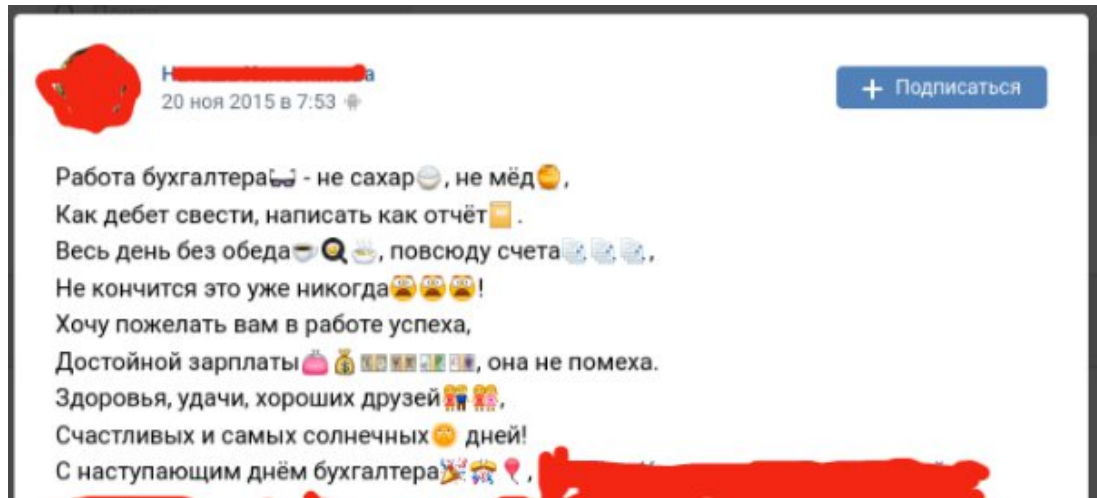 20 ноя 2015 в 7:53
+ Подписаться
Работа бухгалтера👓 - не сахар🍚, не мёд🍯,
Как дебет свести, написать как отчёт📒.
Весь день без обеда☕🍳🍵, повсюду счета📑📑📑,
Не кончится это уже никогда😱😱😱!
Хочу пожелать вам в работе успеха,
Достойной зарплаты👛💰💴💵💶💷, она не помеха.
Здоровья, удачи, хороших друзей👫👭,
Счастливых и самых солнечных🌞 дней!
С наступающим днём бухгалтера🎉🎊🎈,